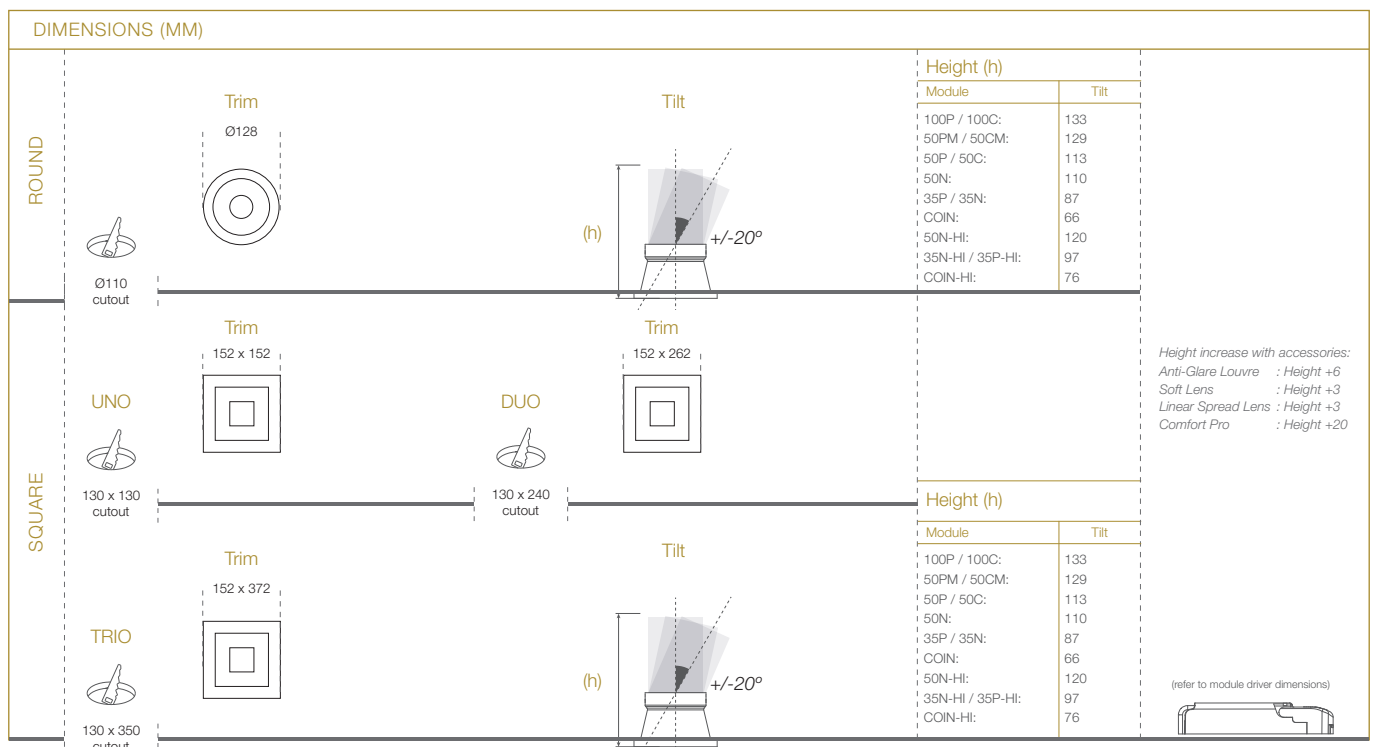 DIMENSIONS (MM)
ROUND
Trim
Ø128
Ø110
cutout
Tilt
(h)
+/-20º
Height (h)
Module Tilt
100P / 100C: 133
50PM / 50CM: 129
50P / 50C: 113
50N: 110
35P / 35N: 87
COIN: 66
50N-HI: 120
35N-HI / 35P-HI: 97
COIN-HI: 76
SQUARE
UNO
Trim
152 x 152
130 x 130
cutout
DUO
Trim
152 x 262
130 x 240
cutout
TRIO
Trim
152 x 372
130 x 350
cutout
Tilt
(h)
+/-20º
Height (h)
Module Tilt
100P / 100C: 133
50PM / 50CM: 129
50P / 50C: 113
50N: 110
35P / 35N: 87
COIN: 66
50N-HI: 120
35N-HI / 35P-HI: 97
COIN-HI: 76
Height increase with accessories:
Anti-Glare Louvre : Height +6
Soft Lens : Height +3
Linear Spread Lens : Height +3
Comfort Pro : Height +20
(refer to module driver dimensions)